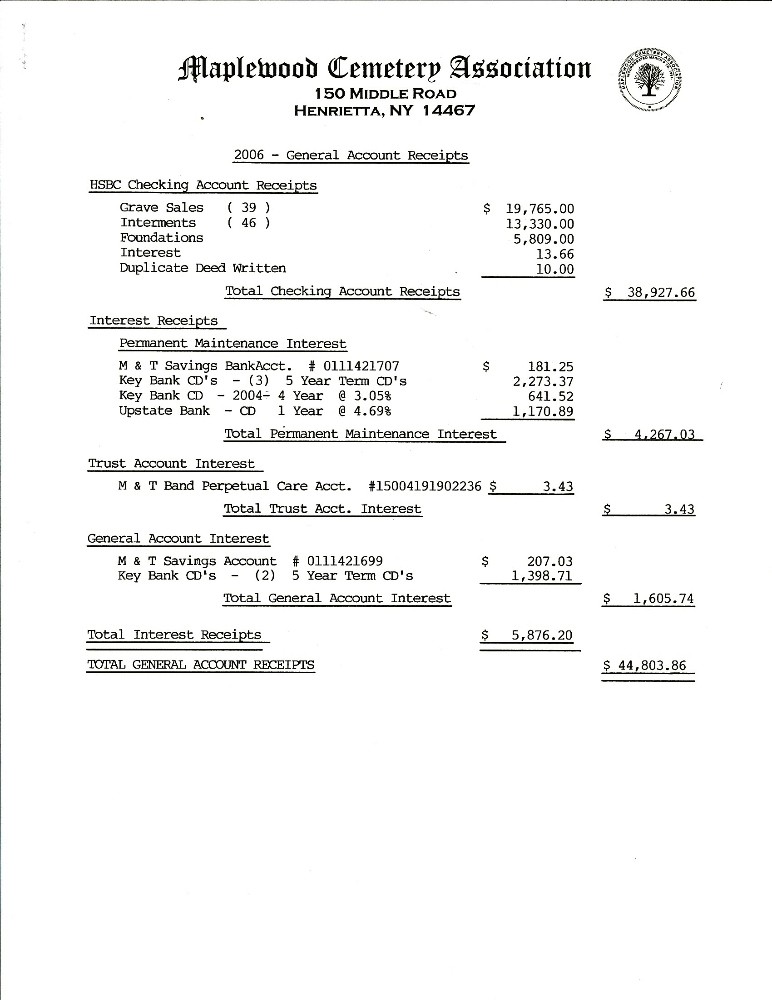 Maplewood Cemetery Association
150 MIDDLE ROAD
HENRIETTA, NY 14467
MAPLEWOOD CEMETERY ASSOCIATION
INCORPORATED MARCH
2006 - General Account Receipts
HSBC Checking Account Receipts
Grave Sales ( 39 ) $ 19,765.00
Interments ( 46 ) 13,330.00
Foundations 5,809.00
Interest 13.66
Duplicate Deed Written 10.00
Total Checking Account Receipts $ 38,927.66
Interest Receipts
Permanent Maintenance Interest
M & T Savings BankAcct. # 0111421707 $ 181.25
Key Bank CD's - (3) 5 Year Term CD's 2,273.37
Key Bank CD - 2004- 4 Year @ 3.05% 641.52
Upstate Bank - CD 1 Year @ 4.69% 1,170.89
Total Permanent Maintenance Interest $ 4,267.03
Trust Account Interest
M & T Band Perpetual Care Acct. #15004191902236 $ 3.43
Total Trust Acct. Interest $ 3.43
General Account Interest
M & T Savings Account # 0111421699 $ 207.03
Key Bank CD's - (2) 5 Year Term CD's 1,398.71
Total General Account Interest $ 1,605.74
Total Interest Receipts $ 5,876.20
TOTAL GENERAL ACCOUNT RECEIPTS $ 44,803.86